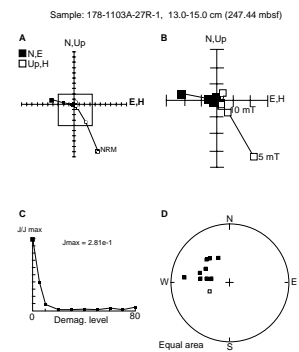 Sample: 178-1103A-27R-1, 13.0-15.0 cm (247.44 mbsf)
A
N,Up
N,E
Up,H
E,H
NRM
B
N,Up
E,H
10 mT
5 mT
C
J/J max
Jmax = 2.81e-1
0
80
Demag. level
D
N
W
E
S
Equal area